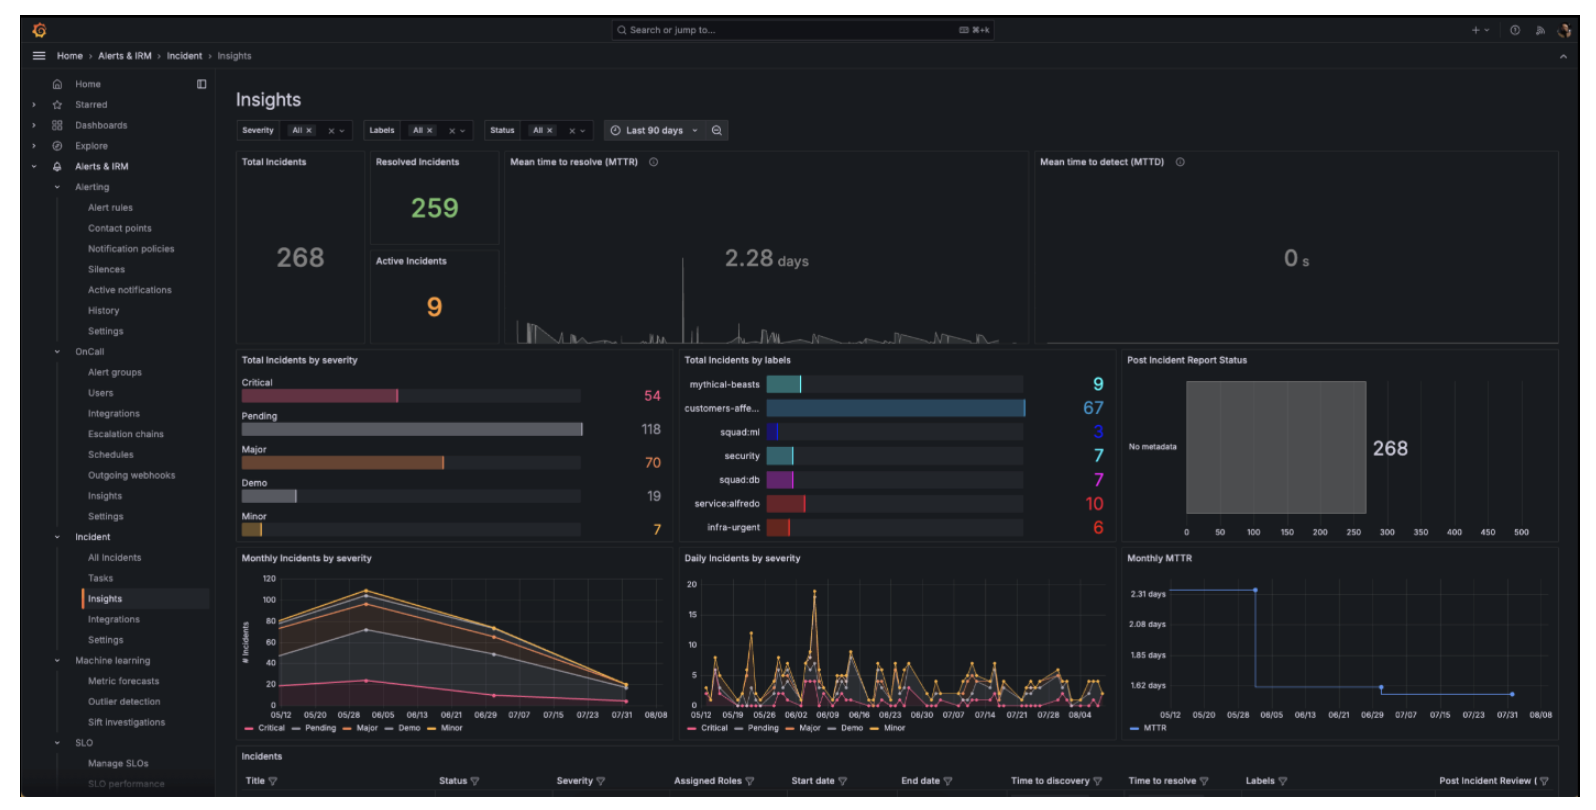 Search or jump to...
⌘+k
Home › Alerts & IRM › Incident › Insights
Home
Starred
Dashboards
Explore
Alerts & IRM
Alerting
Alert rules
Contact points
Notification policies
Silences
Active notifications
History
Settings
OnCall
Alert groups
Users
Integrations
Escalation chains
Schedules
Outgoing webhooks
Insights
Settings
Incident
All Incidents
Tasks
Insights
Integrations
Settings
Machine learning
Metric forecasts
Outlier detection
Sift investigations
SLO
Manage SLOs
SLO performance
Insights
Severity All × Labels All × Status All × Last 90 days
Total Incidents
268
Resolved Incidents
259
Active Incidents
9
Mean time to resolve (MTTR)
2.28 days
Mean time to detect (MTTD)
0 s
Total Incidents by severity
Critical
54
Pending
118
Major
70
Demo
19
Minor
7
Total Incidents by labels
mythical-beasts 9
customers-affe... 67
squad:ml 3
security 7
squad:db 7
service:alfredo 10
infra-urgent 6
Post Incident Report Status
No metadata 268
0 50 100 150 200 250 300 350 400 450 500
Monthly Incidents by severity
# Incidents
120
100
80
60
40
20
0
05/12 05/20 05/28 06/05 06/13 06/21 06/29 07/07 07/15 07/23 07/31 08/08
Critical Pending Major Demo Minor
Daily Incidents by severity
20
15
10
5
0
05/12 05/19 05/26 06/02 06/09 06/16 06/23 06/30 07/07 07/14 07/21 07/28 08/04
Critical Pending Major Demo Minor
Monthly MTTR
2.31 days
2.08 days
1.85 days
1.62 days
05/12 05/20 05/28 06/05 06/13 06/21 06/29 07/07 07/15 07/23 07/31 08/08
MTTR
Incidents
Title Status Severity Assigned Roles Start date End date Time to discovery Time to resolve Labels Post Incident Review (